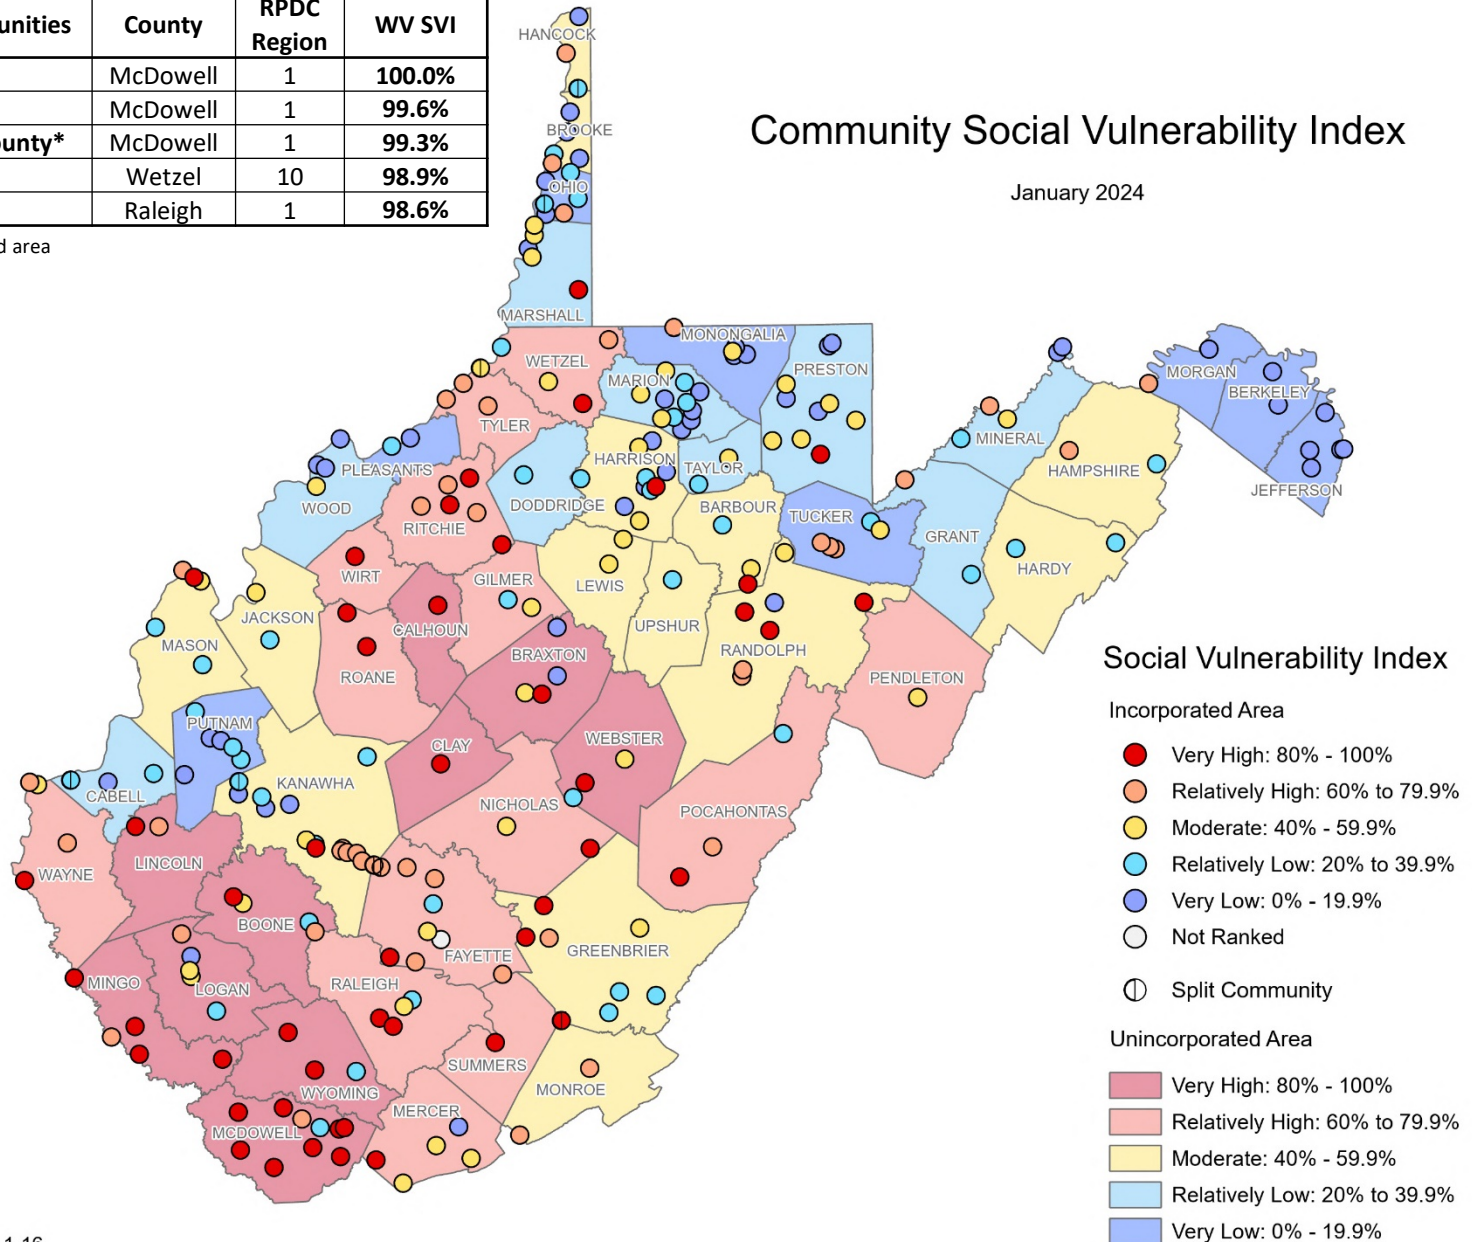 unities County RPDC Region WV SVI
McDowell 1 100.0%
McDowell 1 99.6%
ounty* McDowell 1 99.3%
Wetzel 10 98.9%
Raleigh 1 98.6%
d area
Community Social Vulnerability Index
January 2024
HANCOCK
BROOKE
OHIO
MARSHALL
WETZEL
MONONGALIA
MARION
PRESTON
TYLER
PLEASANTS
WOOD
RITCHIE
DODDRIDGE
HARRISON
TAYLOR
BARBOUR
TUCKER
MINERAL
HAMPSHIRE
MORGAN
BERKELEY
JEFFERSON
GRANT
HARDY
WIRT
GILMER
LEWIS
UPSHUR
RANDOLPH
PENDLETON
JACKSON
MASON
CALHOUN
ROANE
BRAXTON
PUTNAM
CLAY
WEBSTER
CABELL
KANAWHA
NICHOLAS
POCAHONTAS
WAYNE
LINCOLN
BOONE
FAYETTE
GREENBRIER
MINGO
LOGAN
RALEIGH
SUMMERS
MONROE
WYOMING
MERCER
MCDOWELL
Social Vulnerability Index
Incorporated Area
Very High: 80% - 100%
Relatively High: 60% to 79.9%
Moderate: 40% - 59.9%
Relatively Low: 20% to 39.9%
Very Low: 0% - 19.9%
Not Ranked
Split Community
Unincorporated Area
Very High: 80% - 100%
Relatively High: 60% to 79.9%
Moderate: 40% - 59.9%
Relatively Low: 20% to 39.9%
Very Low: 0% - 19.9%